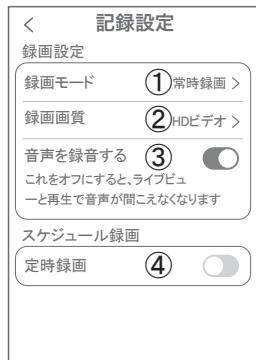 < 記録設定
録画設定
録画モード ①常時録画 >
録画画質 ②HDビデオ >
音声を録音する ③
これをオフにすると、ライブビュ
ーと再生で音声が聞こえなくなります
スケジュール録画
定時録画 ④